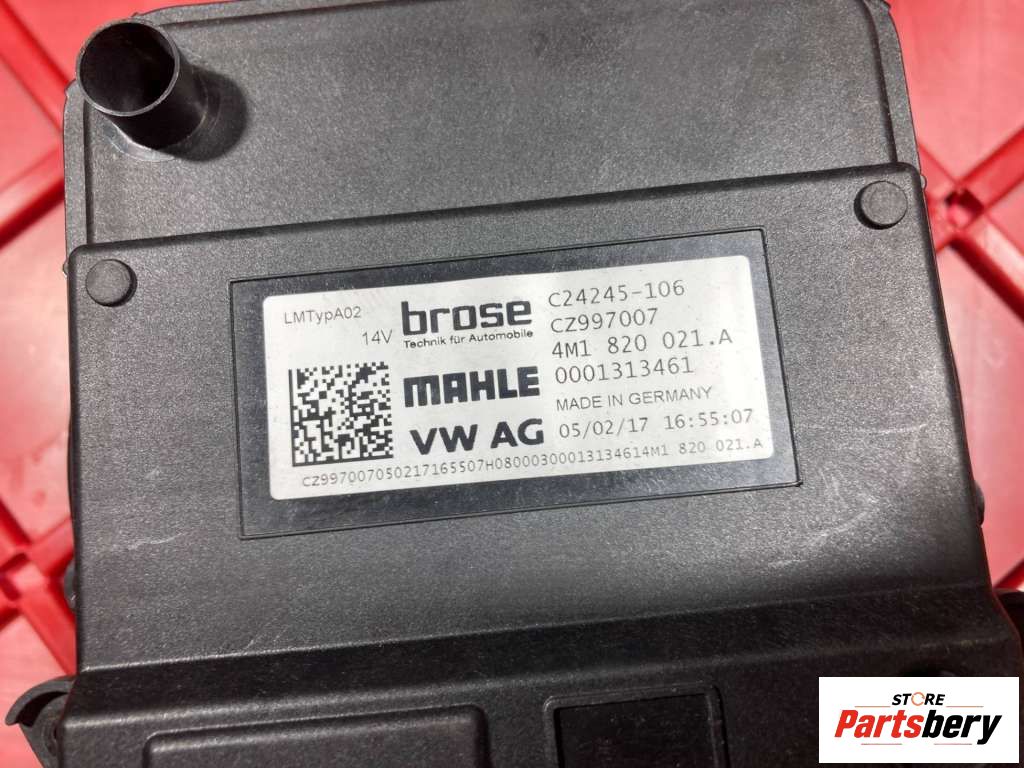 LMTypA02
14V
brose
Technik für Automobile
C24245-106
CZ997007
4M1 820 021.A
0001313461
MAHLE
MADE IN GERMANY
VW AG
05/02/17 16:55:07
CZ997007050217165507H08000300013134614M1 820 021.A
STORE
Partsbery